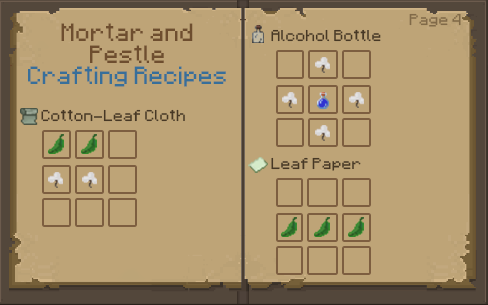 Mortar and
Pestle
Crafting Recipes
Cotton-Leaf Cloth
Page 4
Alcohol Bottle
Leaf Paper